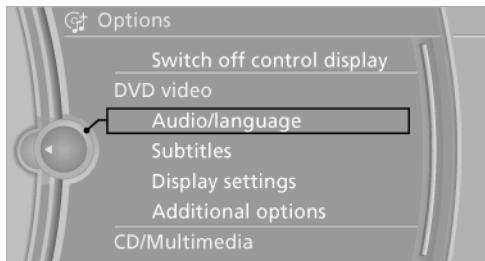 Options
Switch off control display
DVD video
Audio/language
Subtitles
Display settings
Additional options
CD/Multimedia